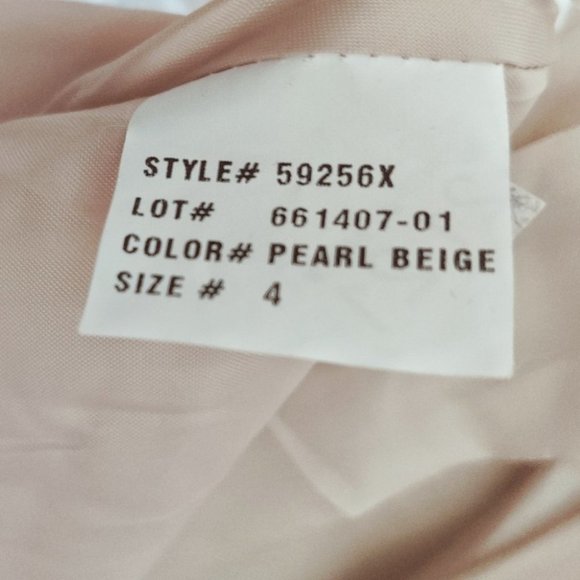 STYLE# 59256X
LOT# 661407-01
COLOR# PEARL BEIGE
SIZE # 4